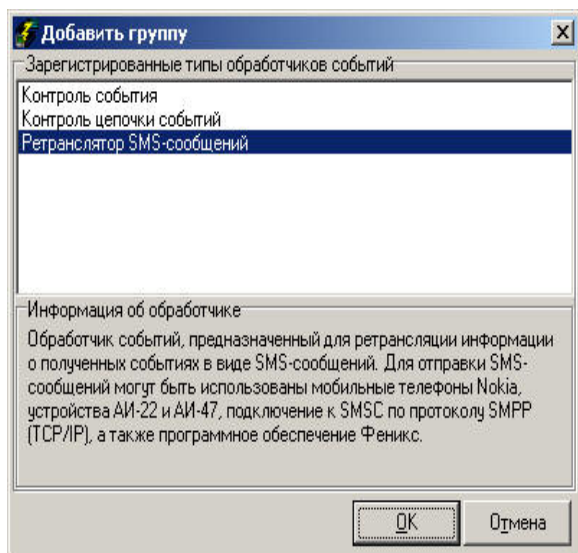 Добавить группу
Зарегистрированные типы обработчиков событий
Контроль события
Контроль цепочки событий
Ретранслятор SMS-сообщений
Информация об обработчике
Обработчик событий, предназначенный для ретрансляции информации
о полученных событиях в виде SMS-сообщений. Для отправки SMS-
сообщений могут быть использованы мобильные телефоны Nokia,
устройства АИ-22 и АИ-47, подключение к SMSC по протоколу SMPP
(TCP/IP), а также программное обеспечение Феникс.
OK Отмена